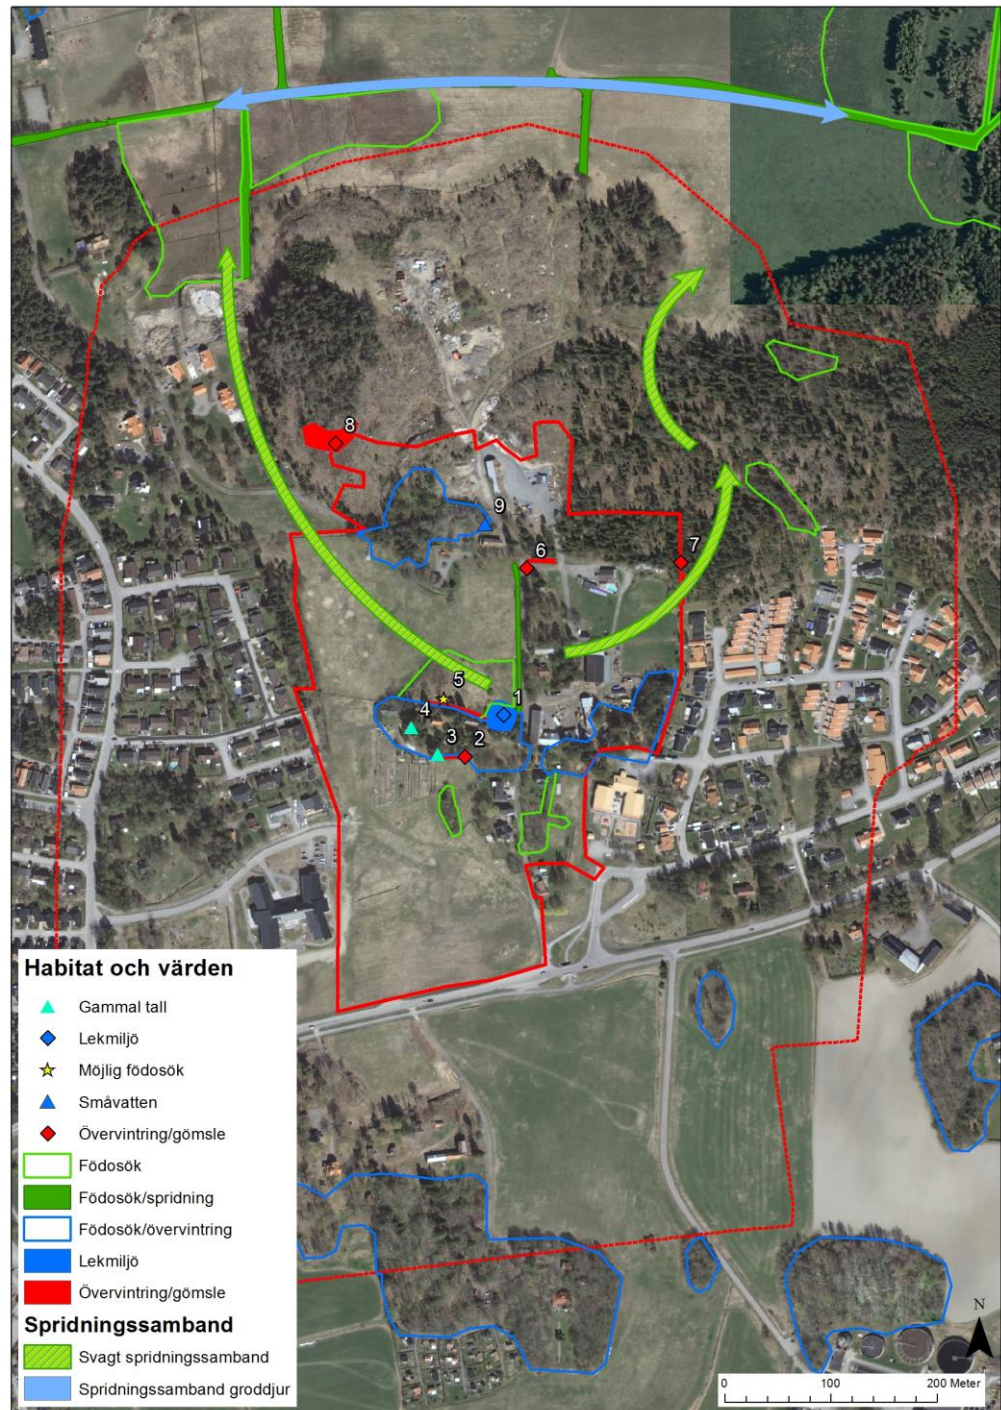 8
9
6
7
5
1
4
3
2
Habitat och värden
Gammal tall
Lekmiljö
Möjlig födosök
Småvatten
Övervintring/gömsle
Födosök
Födosök/spridning
Födosök/övervintring
Lekmiljö
Övervintring/gömsle
Spridningssamband
Svagt spridningssamband
Spridningssamband groddjur
N
0 100 200 Meter